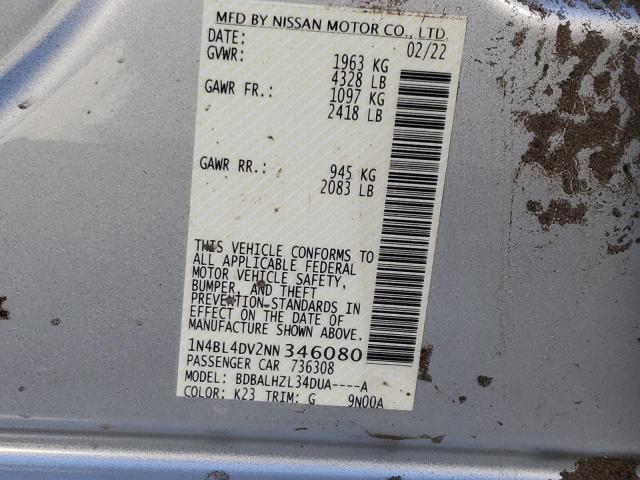 MFD BY NISSAN MOTOR CO., LTD.
DATE: 02/22
GVWR: 1963 KG
4328 LB
GAWR FR.: 1097 KG
2418 LB
GAWR RR.: 945 KG
2083 LB
THIS VEHICLE CONFORMS TO
ALL APPLICABLE FEDERAL
MOTOR VEHICLE SAFETY,
BUMPER, AND THEFT
PREVENTION STANDARDS IN
EFFECT ON THE DATE OF
MANUFACTURE SHOWN ABOVE.
1N4BL4DV2NN346080
PASSENGER CAR 736308
MODEL: BDBALHZL34DUA----A
COLOR: K23 TRIM: G 9N00A